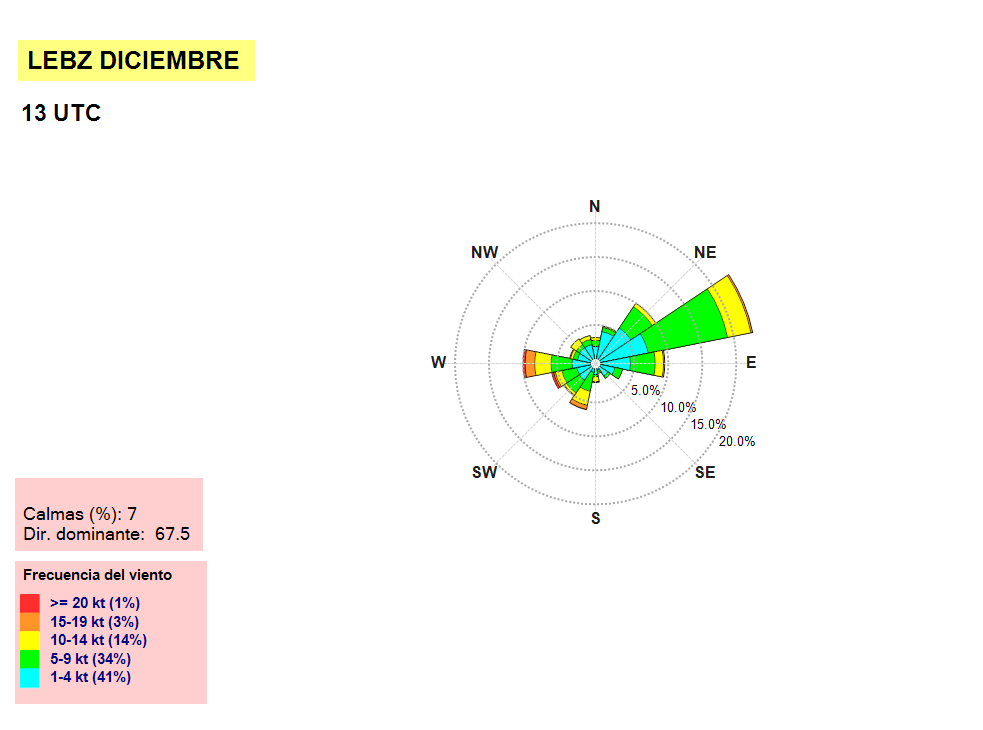 LEBZ DICIEMBRE
13 UTC
N
NW
NE
W
E
5.0%
10.0%
15.0%
20.0%
SW
SE
S
Calmas (%): 7
Dir. dominante: 67.5
Frecuencia del viento
>= 20 kt (1%)
15-19 kt (3%)
10-14 kt (14%)
5-9 kt (34%)
1-4 kt (41%)